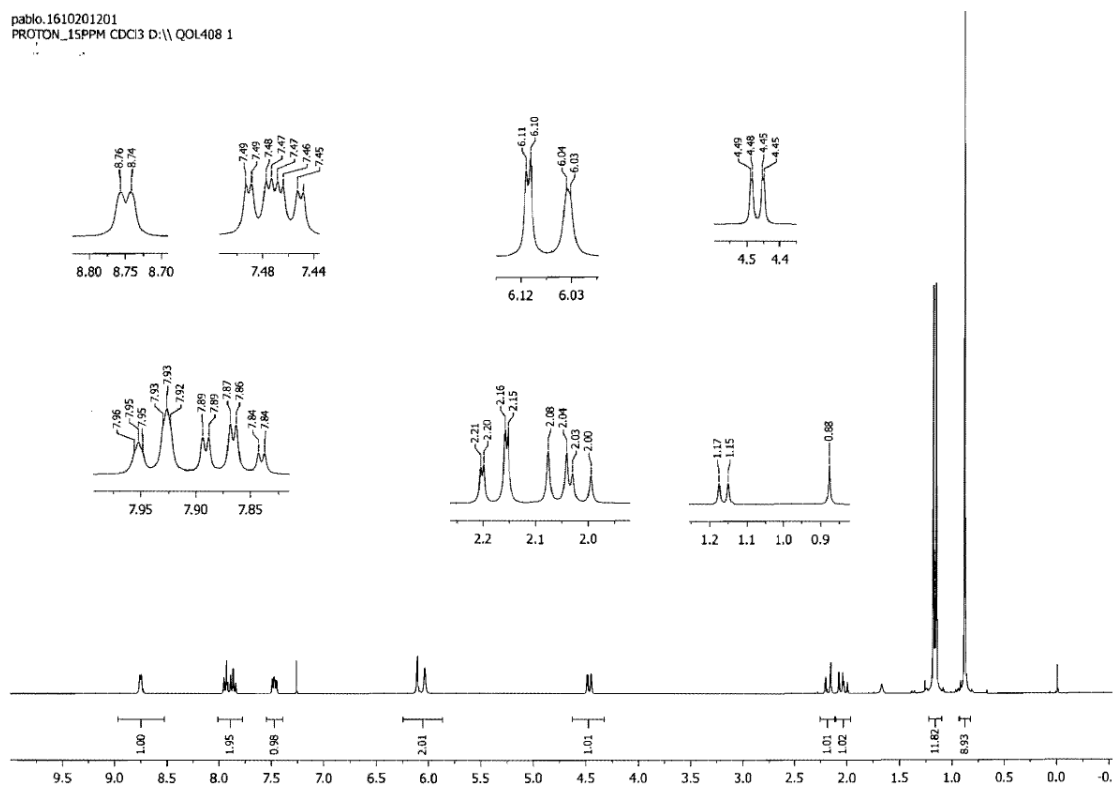 pablo.1610201201
PROTON_15PPM CDCl3 D:\\ QOL408 1
8.76 8.74
7.49 7.49 7.48 7.47 7.47 7.46 7.45
6.11 6.10 6.04 6.03
4.49 4.48 4.45 4.45
8.80 8.75 8.70
7.48 7.44
6.12 6.03
4.5 4.4
7.96 7.95 7.95 7.93 7.93 7.92 7.89 7.89 7.87 7.86 7.84 7.84
2.21 2.20 2.16 2.15 2.08 2.04 2.03 2.00
1.17 1.15 0.88
7.95 7.90 7.85
2.2 2.1 2.0
1.2 1.1 1.0 0.9
1.00 1.95 0.98 2.01 1.01 1.01 1.02 11.82 8.93
9.5 9.0 8.5 8.0 7.5 7.0 6.5 6.0 5.5 5.0 4.5 4.0 3.5 3.0 2.5 2.0 1.5 1.0 0.5 0.0 -0.